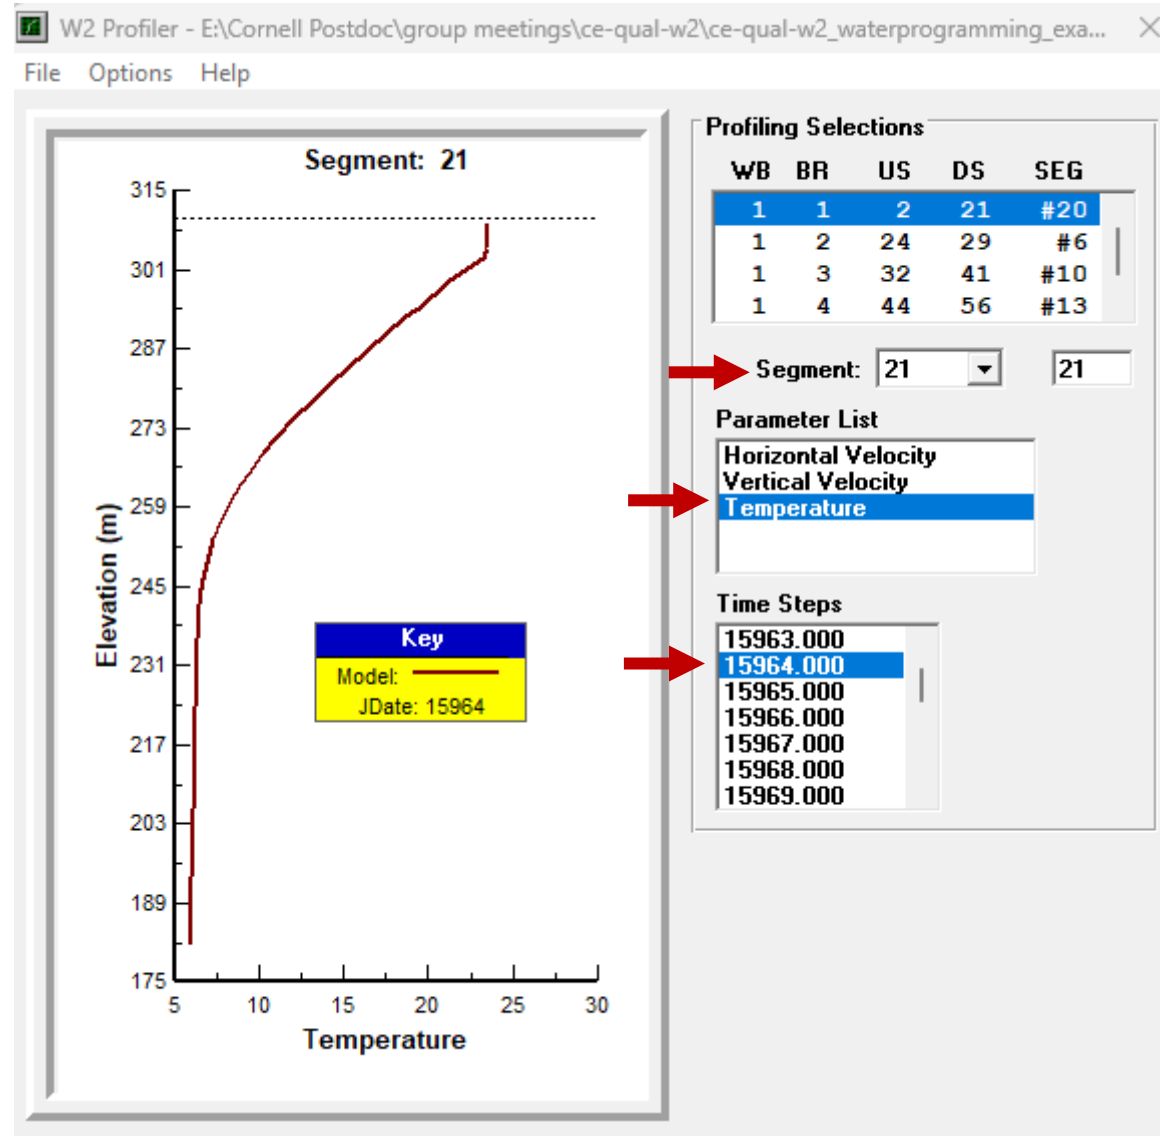 W2 Profiler - E:\Cornell Postdoc\group meetings\ce-qual-w2\ce-qual-w2_waterprogramming_exa...
File Options Help
Segment: 21
315
301
287
273
259
245
231
217
203
189
175
Elevation (m)
5 10 15 20 25 30
Temperature
Key
Model:
JDate: 15964
Profiling Selections
WB BR US DS SEG
1 1 2 21 #20
1 2 24 29 #6
1 3 32 41 #10
1 4 44 56 #13
Segment: 21 21
Parameter List
Horizontal Velocity
Vertical Velocity
Temperature
Time Steps
15963.000
15964.000
15965.000
15966.000
15967.000
15968.000
15969.000